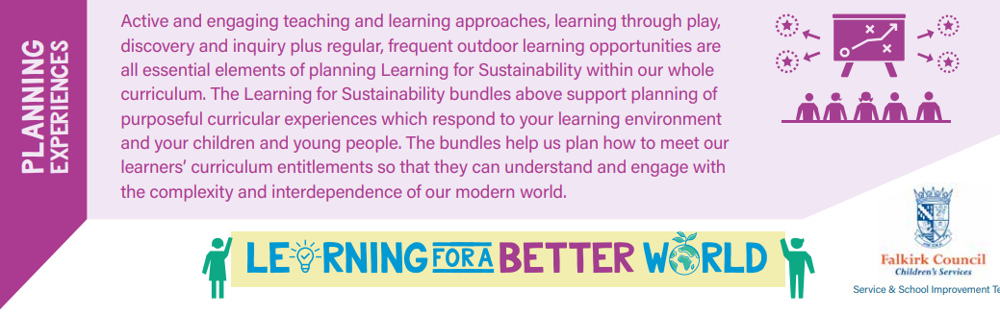 PLANNING
EXPERIENCES
Active and engaging teaching and learning approaches, learning through play,
discovery and inquiry plus regular, frequent outdoor learning opportunities are
all essential elements of planning Learning for Sustainability within our whole
curriculum. The Learning for Sustainability bundles above support planning of
purposeful curricular experiences which respond to your learning environment
and your children and young people. The bundles help us plan how to meet our
learners’ curriculum entitlements so that they can understand and engage with
the complexity and interdependence of our modern world.
LEARNING FOR A BETTER WORLD
Falkirk Council
Children's Services
Service & School Improvement Te